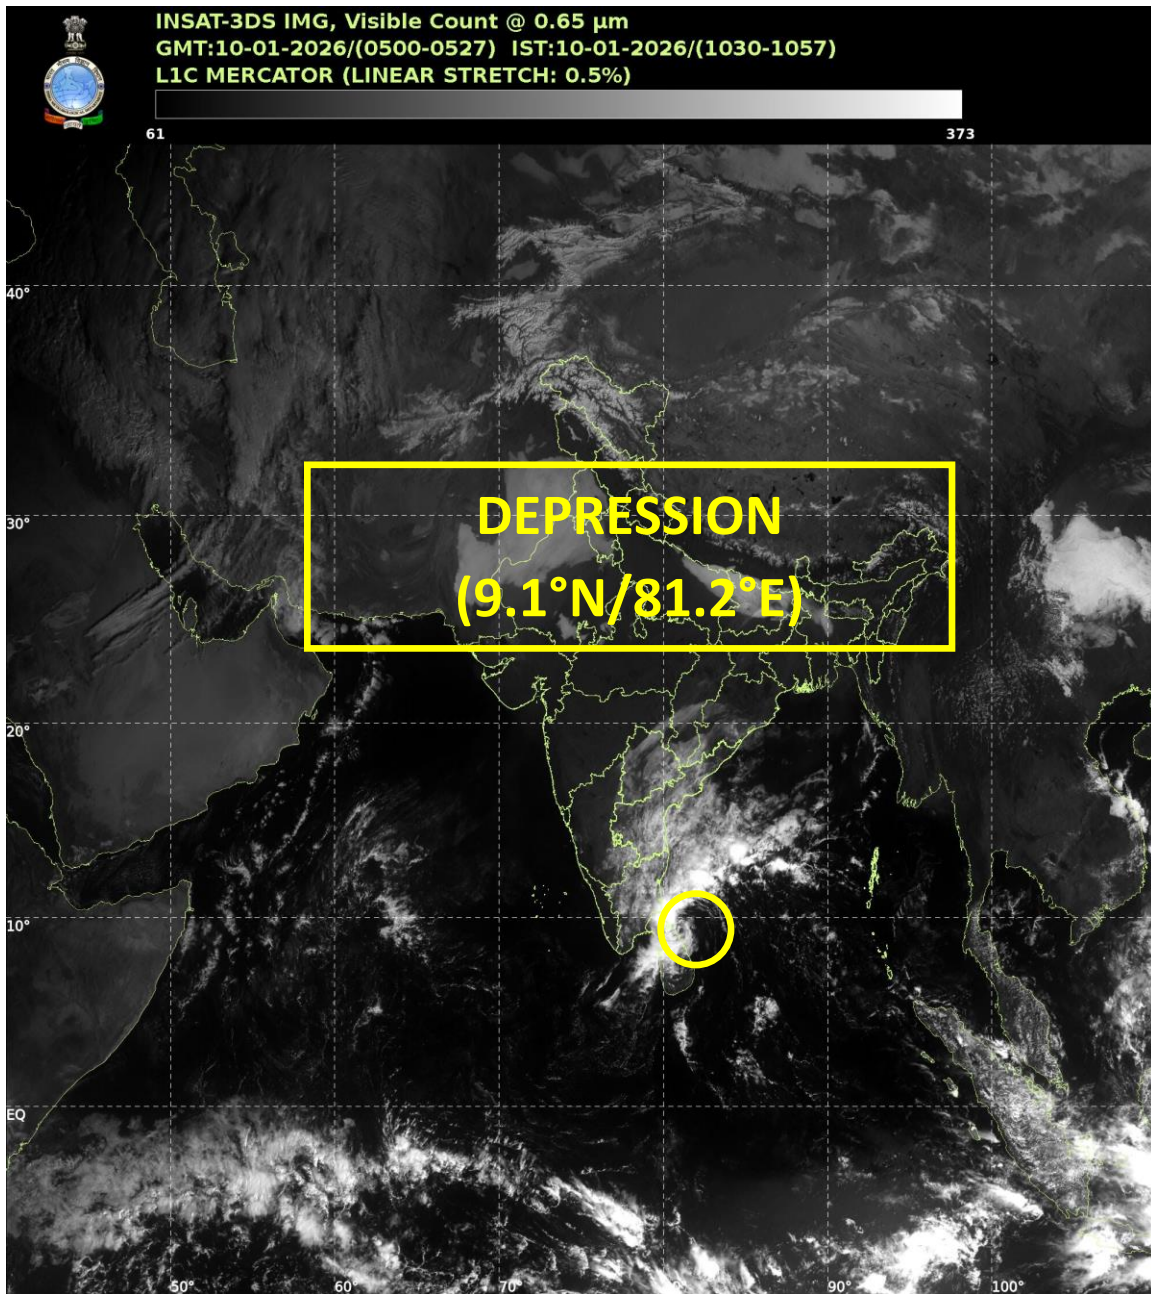 INSAT-3DS IMG, Visible Count @ 0.65 μm
GMT:10-01-2026/(0500-0527) IST:10-01-2026/(1030-1057)
L1C MERCATOR (LINEAR STRETCH: 0.5%)
61 373
40°
DEPRESSION
30°
(9.1°N/81.2°E)
20°
10°
EQ
50° 60° 70° 90° 100°